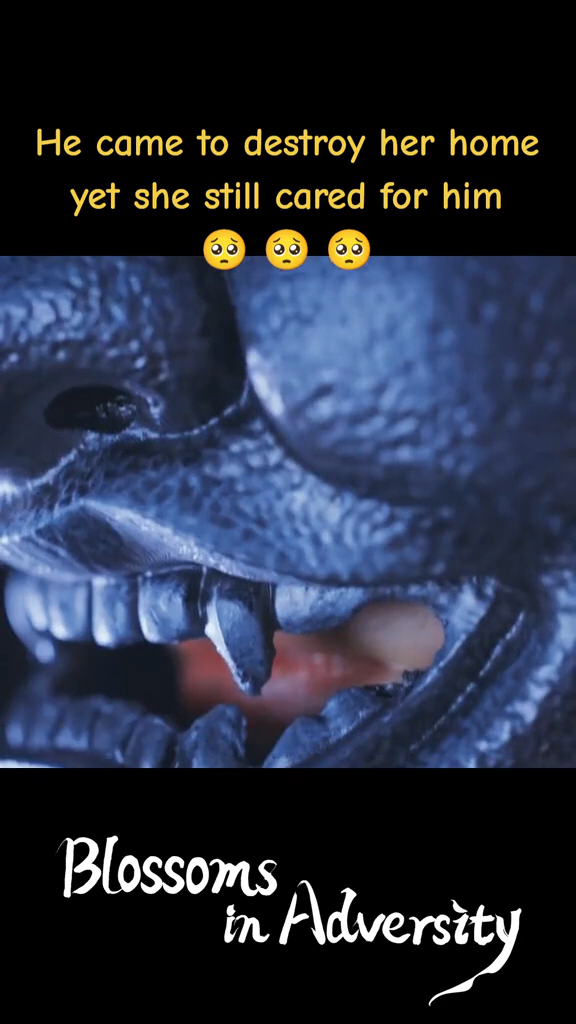 He came to destroy her home
yet she still cared for him
🥺 🥺 🥺
Blossoms
in Adversity